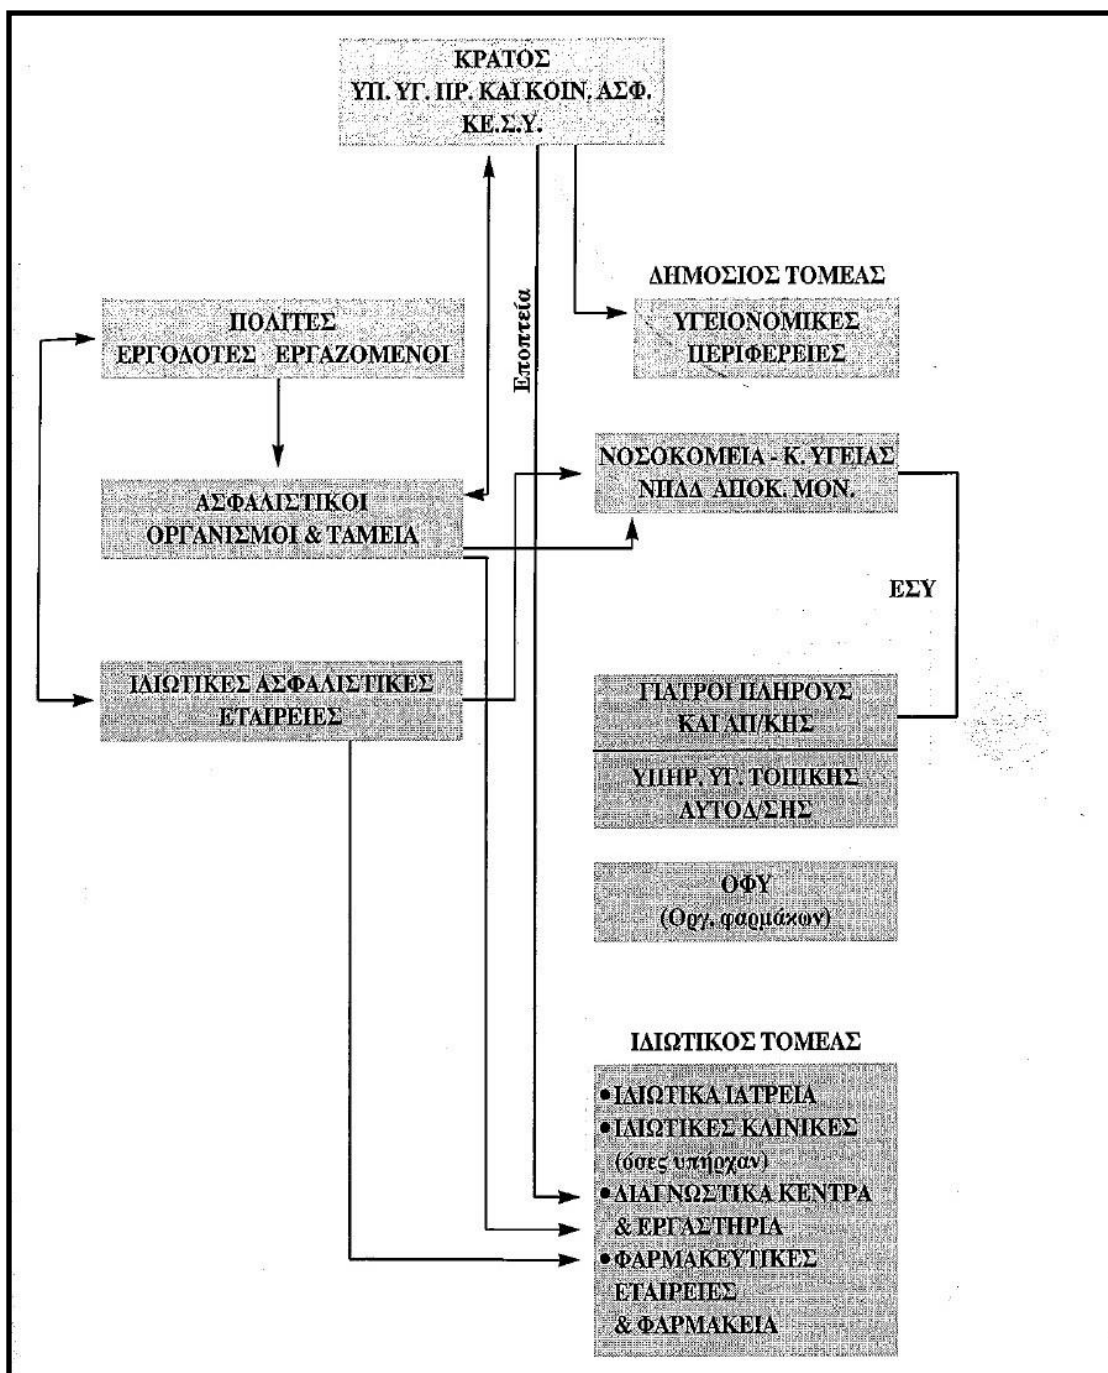 ΚΡΑΤΟΣ
ΥΠ. ΥΓ. ΠΡ. ΚΑΙ ΚΟΙΝ. ΑΣΦ.
ΚΕ.Σ.Υ.
Εποπτεία
ΔΗΜΟΣΙΟΣ ΤΟΜΕΑΣ
ΥΓΕΙΟΝΟΜΙΚΕΣ
ΠΕΡΙΦΕΡΕΙΕΣ
ΠΟΛΙΤΕΣ
ΕΡΓΟΔΟΤΕΣ ΕΡΓΑΖΟΜΕΝΟΙ
ΝΟΣΟΚΟΜΕΙΑ - Κ. ΥΓΕΙΑΣ
ΝΠΔΔ ΑΠΟΚ. ΜΟΝ.
ΑΣΦΑΛΙΣΤΙΚΟΙ
ΟΡΓΑΝΙΣΜΟΙ & ΤΑΜΕΙΑ
ΕΣΥ
ΙΔΙΩΤΙΚΕΣ ΑΣΦΑΛΙΣΤΙΚΕΣ
ΕΤΑΙΡΕΙΕΣ
ΓΙΑΤΡΟΙ ΠΛΗΡΟΥΣ
ΚΑΙ ΑΠ/ΚΗΣ
ΥΠΗΡ. ΥΓ. ΤΟΠΙΚΗΣ
ΑΥΤΟΔ/ΣΗΣ
ΟΦΥ
(Οργ. φαρμάκων)
ΙΔΙΩΤΙΚΟΣ ΤΟΜΕΑΣ
• ΙΔΙΩΤΙΚΑ ΙΑΤΡΕΙΑ
• ΙΔΙΩΤΙΚΕΣ ΚΛΙΝΙΚΕΣ
(όσες υπήρχαν)
• ΔΙΑΓΝΩΣΤΙΚΑ ΚΕΝΤΡΑ
& ΕΡΓΑΣΤΗΡΙΑ
• ΦΑΡΜΑΚΕΥΤΙΚΕΣ
ΕΤΑΙΡΕΙΕΣ
& ΦΑΡΜΑΚΕΙΑ